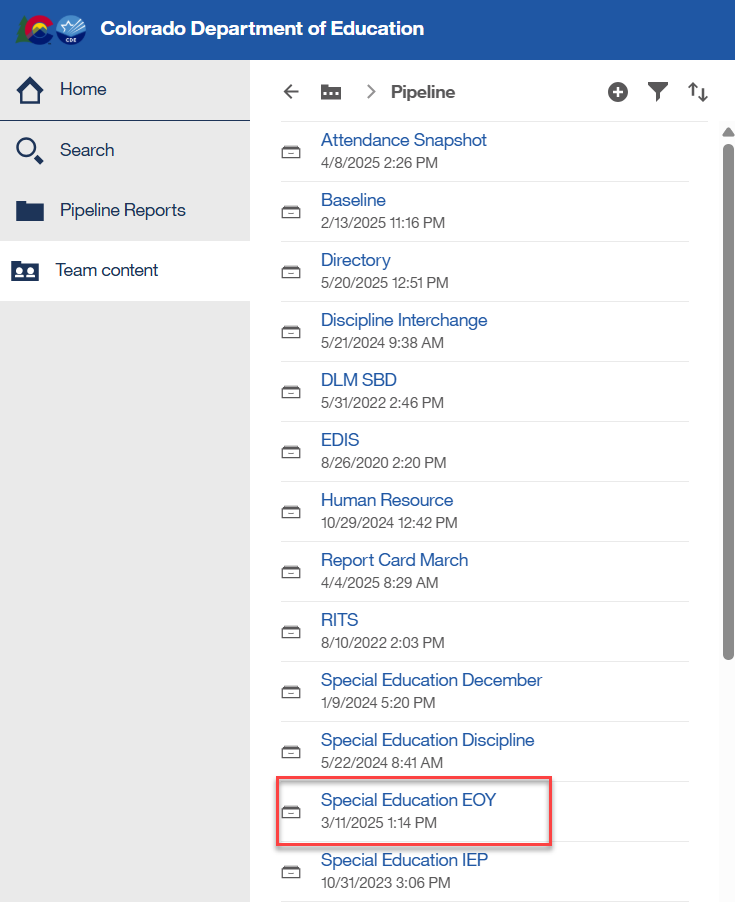 CDE
Colorado Department of Education
Home
Search
Pipeline Reports
Team content
Pipeline
Attendance Snapshot
4/8/2025 2:26 PM
Baseline
2/13/2025 11:16 PM
Directory
5/20/2025 12:51 PM
Discipline Interchange
5/21/2024 9:38 AM
DLM SBD
5/31/2022 2:46 PM
EDIS
8/26/2020 2:20 PM
Human Resource
10/29/2024 12:42 PM
Report Card March
4/4/2025 8:29 AM
RITS
8/10/2022 2:03 PM
Special Education December
1/9/2024 5:20 PM
Special Education Discipline
5/22/2024 8:41 AM
Special Education EOY
3/11/2025 1:14 PM
Special Education IEP
10/31/2023 3:06 PM